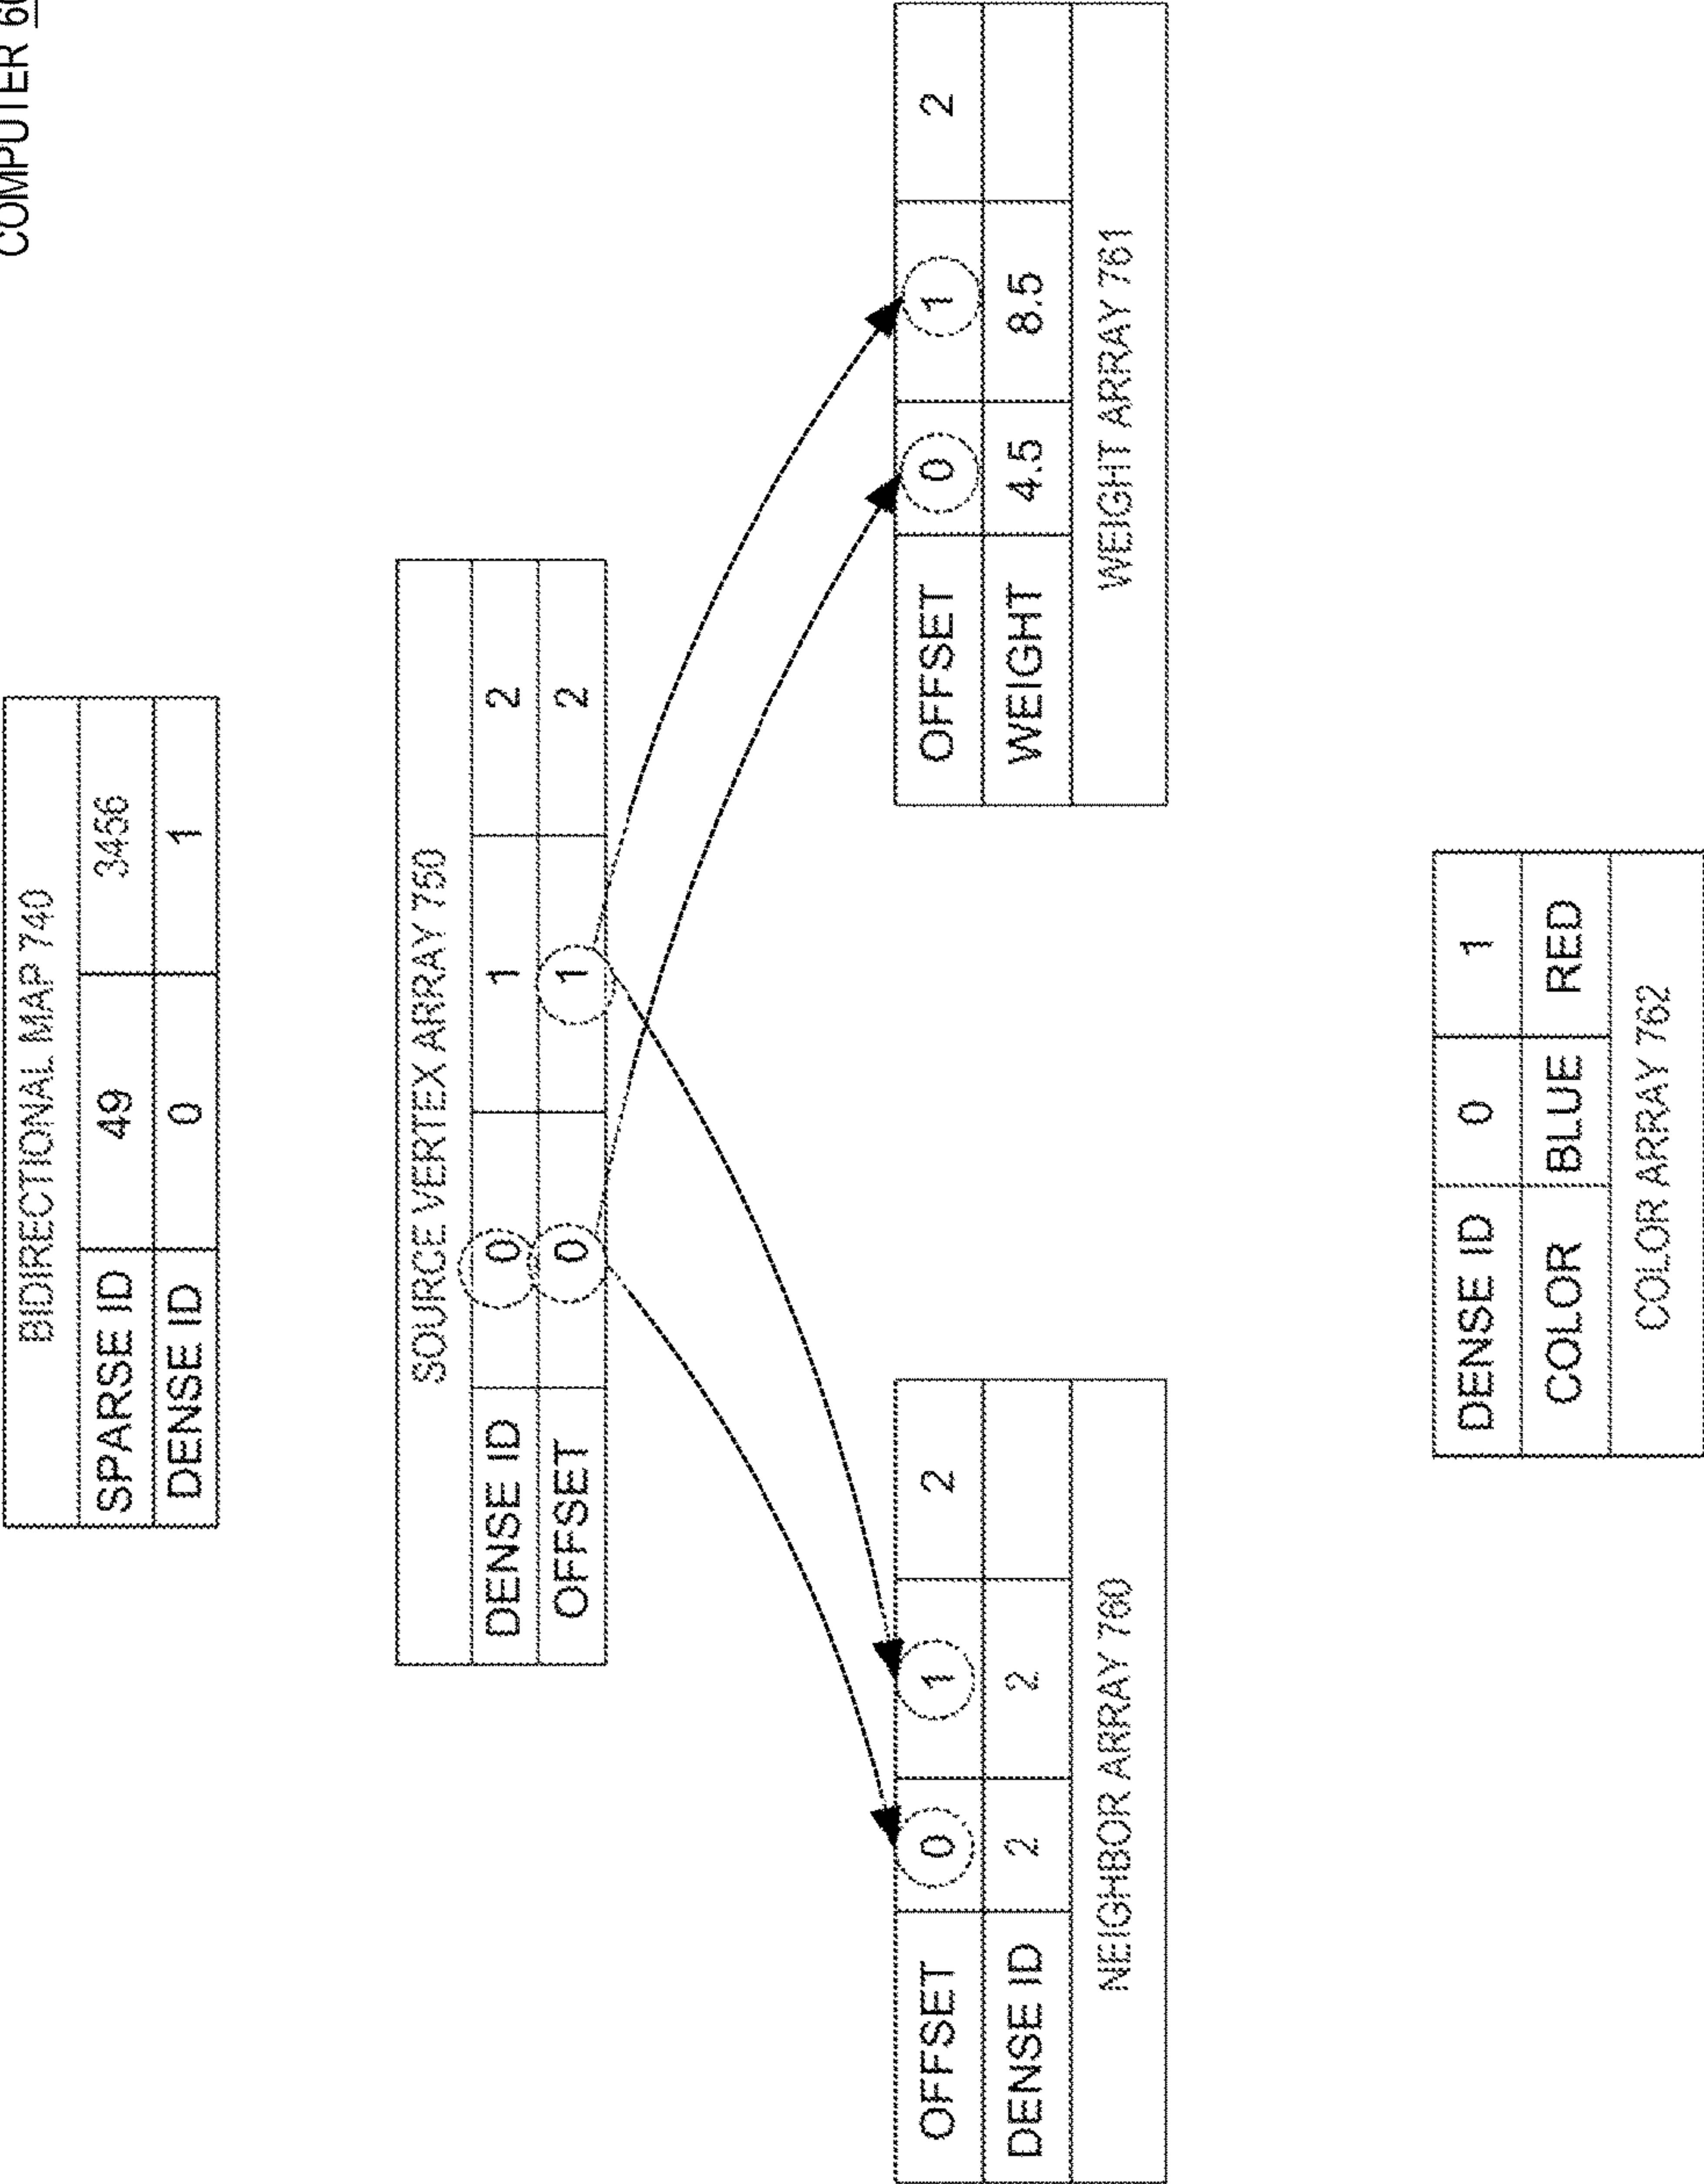 COMPUTER
BIDIRECTIONAL MAP 740
SPARSE ID 49 3456
DENSE ID 0 1
SOURCE VERTEX ARRAY 750
DENSE ID 0 1 2
OFFSET 0 1 2
OFFSET 0 1 2
DENSE ID 2 2
NEIGHBOR ARRAY 760
OFFSET 0 1 2
WEIGHT 4.5 8.5
WEIGHT ARRAY 761
DENSE ID 0 1
COLOR BLUE RED
COLOR ARRAY 762